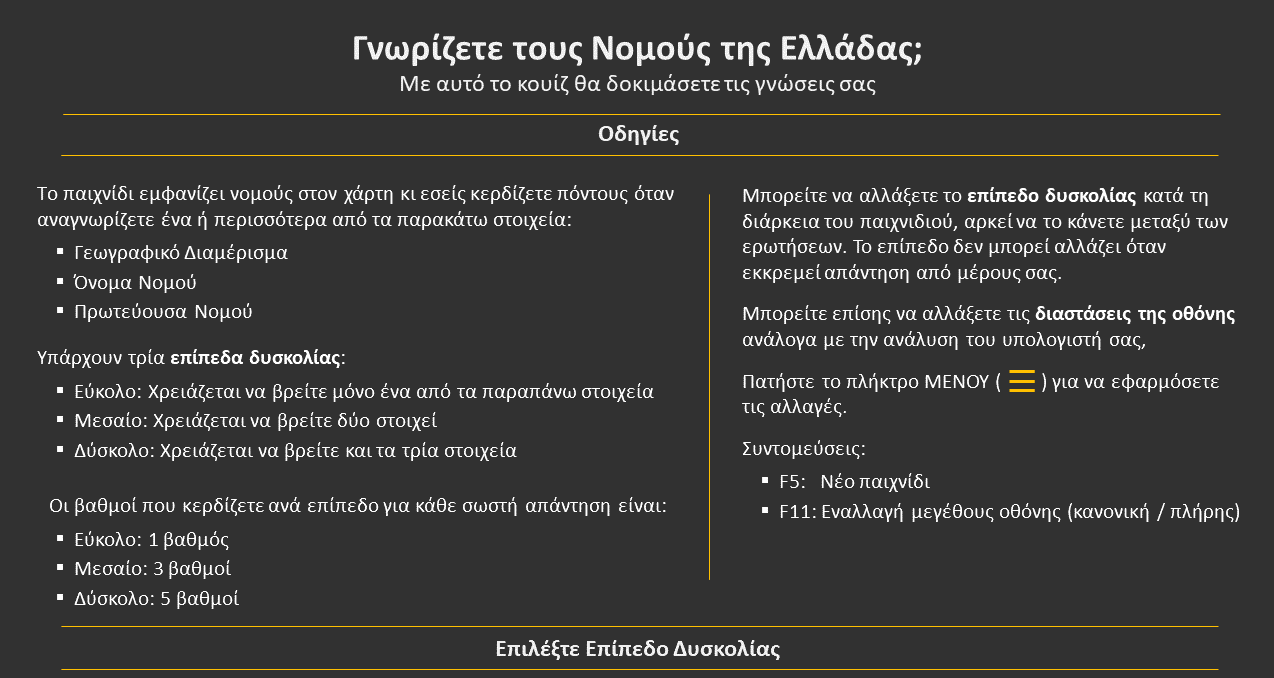 Γνωρίζετε τους Νομούς της Ελλάδας;
Με αυτό το κουίζ θα δοκιμάσετε τις γνώσεις σας
Οδηγίες
Το παιχνίδι εμφανίζει νομούς στον χάρτη κι εσείς κερδίζετε πόντους όταν
αναγνωρίζετε ένα ή περισσότερα από τα παρακάτω στοιχεία:
▪ Γεωγραφικό Διαμέρισμα
▪ Όνομα Νομού
▪ Πρωτεύουσα Νομού
Υπάρχουν τρία επίπεδα δυσκολίας:
▪ Εύκολο: Χρειάζεται να βρείτε μόνο ένα από τα παραπάνω στοιχεία
▪ Μεσαίο: Χρειάζεται να βρείτε δύο στοιχεί
▪ Δύσκολο: Χρειάζεται να βρείτε και τα τρία στοιχεία
Οι βαθμοί που κερδίζετε ανά επίπεδο για κάθε σωστή απάντηση είναι:
▪ Εύκολο: 1 βαθμός
▪ Μεσαίο: 3 βαθμοί
▪ Δύσκολο: 5 βαθμοί
Μπορείτε να αλλάξετε το επίπεδο δυσκολίας κατά τη
διάρκεια του παιχνιδιού, αρκεί να το κάνετε μεταξύ των
ερωτήσεων. Το επίπεδο δεν μπορεί αλλάζει όταν
εκκρεμεί απάντηση από μέρους σας.
Μπορείτε επίσης να αλλάξετε τις διαστάσεις της οθόνης
ανάλογα με την ανάλυση του υπολογιστή σας,
Πατήστε το πλήκτρο ΜΕΝΟΥ ( ☰ ) για να εφαρμόσετε
τις αλλαγές.
Συντομεύσεις:
▪ F5: Νέο παιχνίδι
▪ F11: Εναλλαγή μεγέθους οθόνης (κανονική / πλήρης)
Επιλέξτε Επίπεδο Δυσκολίας